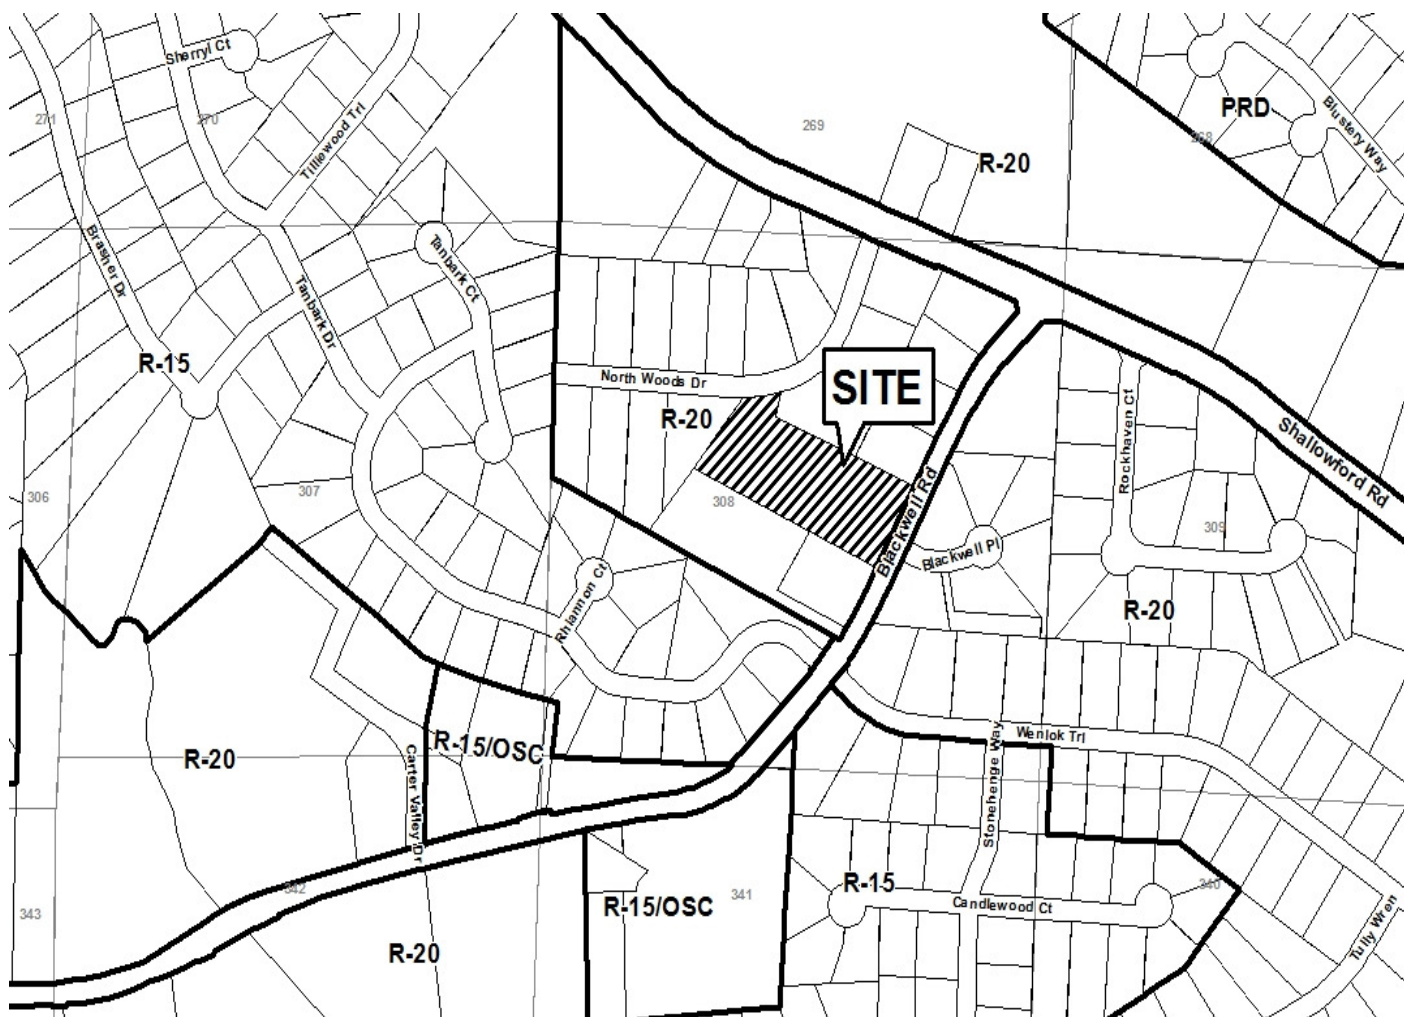 Sherryl Ct
271
270
Tilliewood Trl
269
R-20
PRD
268
Blustery Way
Brasher Dr
Tanbark Ct
Tanbark Dr
R-15
North Woods Dr
SITE
R-20
Rockhaven Ct
Shallowford Rd
306
307
308
Blackwell Rd
309
Blackwell Pl
Rhiannon Ct
R-20
R-20
R-15/OSC
Carter Valley Dr
Wenlok Trl
Stonehenge Way
342
343
R-15/OSC
341
R-15
340
Candlewood Ct
Tully Wren
R-20